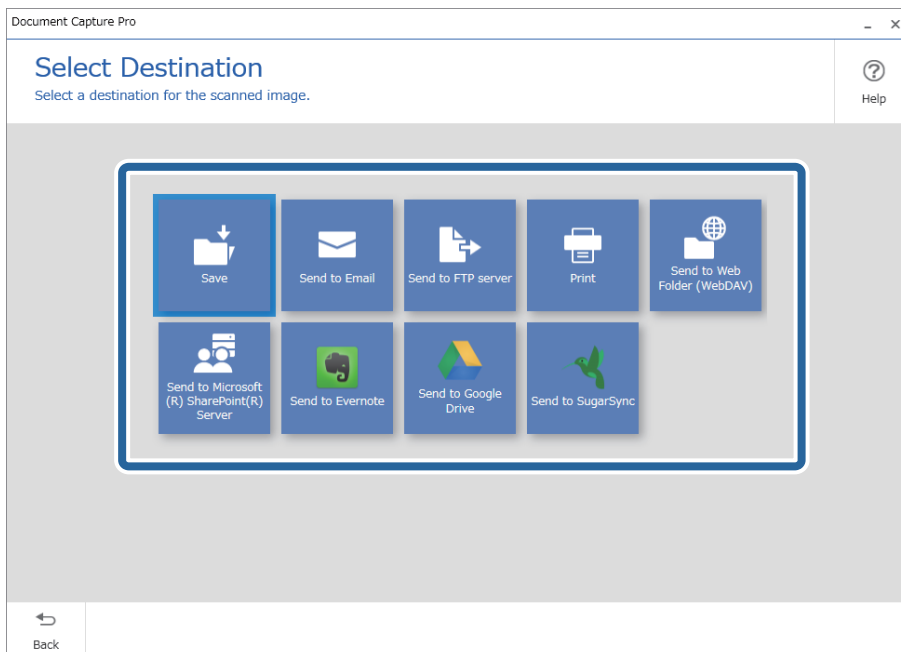 Document Capture Pro
Select Destination
Select a destination for the scanned image.
Help
Save
Send to Email
Send to FTP server
Print
Send to Web
Folder (WebDAV)
Send to Microsoft
(R) SharePoint(R)
Server
Send to Evernote
Send to Google
Drive
Send to SugarSync
Back